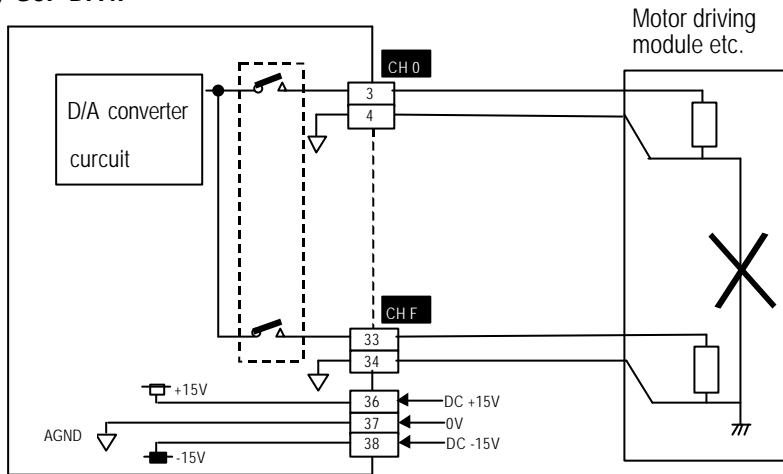 Motor driving
module etc.
CH 0
D/A converter
curcuit
3
4
CH F
33
34
+15V
36
DC +15V
37
0V
AGND
38
DC -15V
-15V